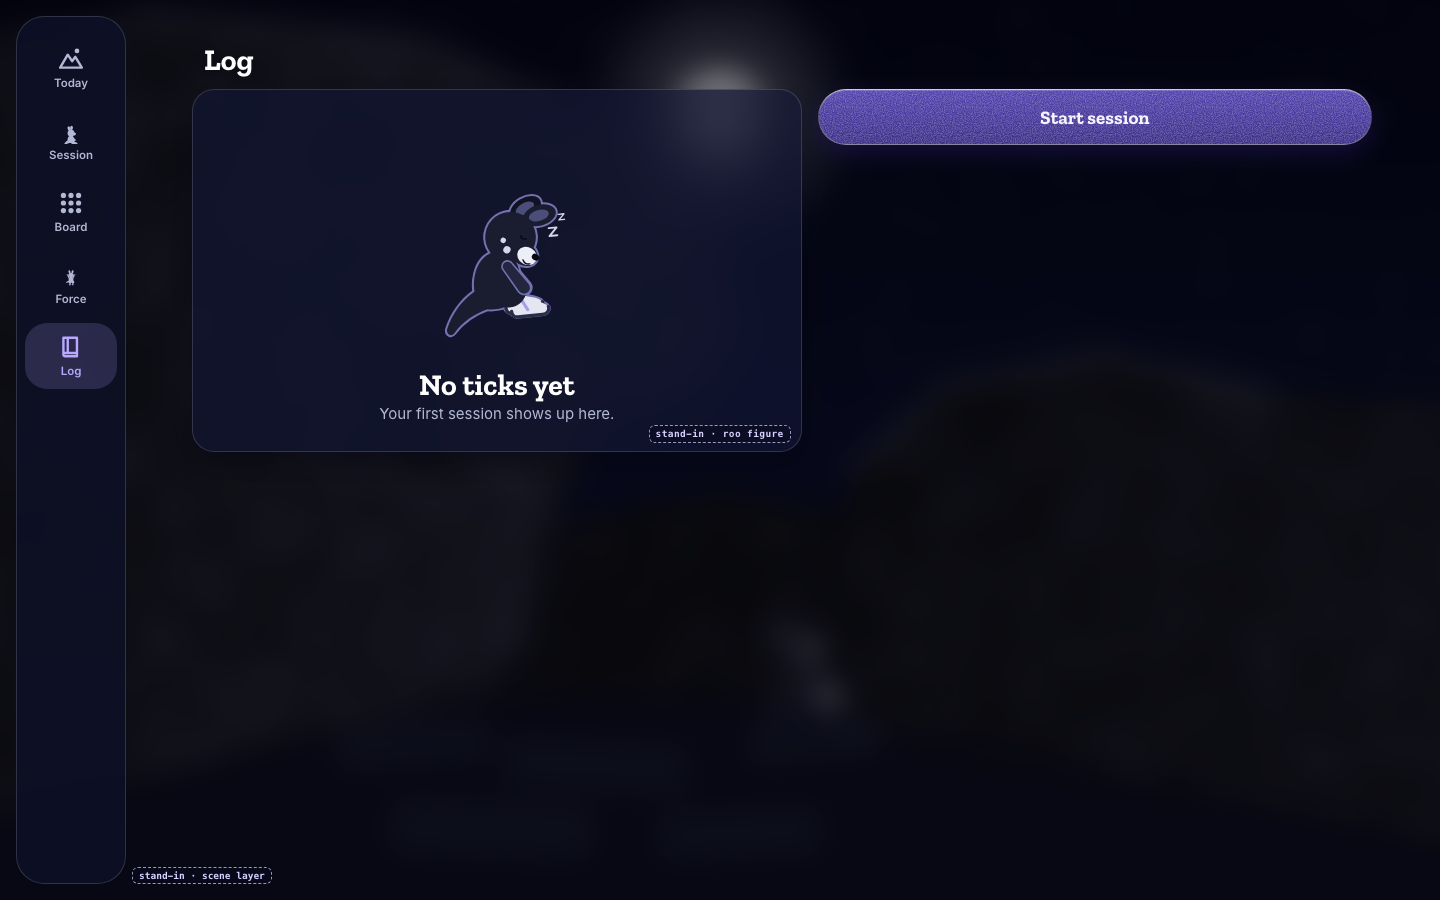 Today
Session
Board
Force
Log
Log
Start session
z
z
No ticks yet
Your first session shows up here.
stand-in · roo figure
stand-in · scene layer